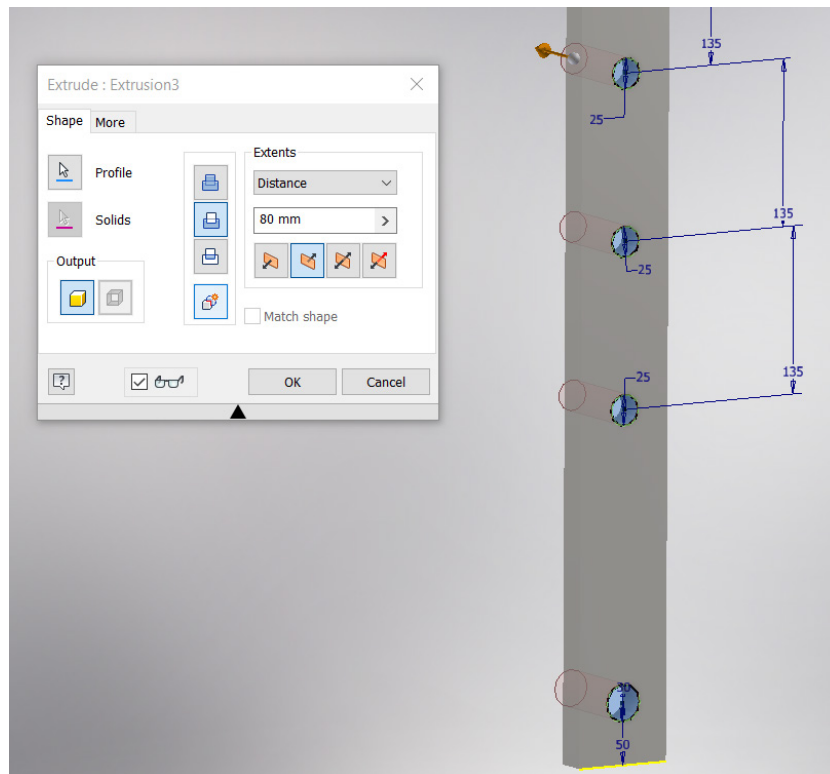 Extrude : Extrusion3
Shape More
Profile
Solids
Output
Extents
Distance
80 mm
Match shape
OK Cancel
135
25
135
25
25
135
30
50